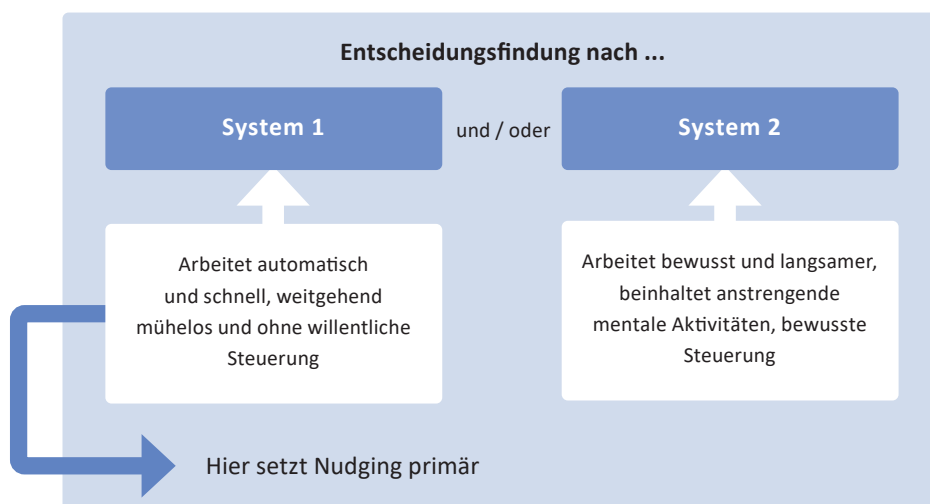 Entscheidungsfindung nach ...
System 1
und / oder
System 2
Arbeitet automatisch
und schnell, weitgehend
mühelos und ohne willentliche
Steuerung
Arbeitet bewusst und langsamer,
beinhaltet anstrengende
mentale Aktivitäten, bewusste
Steuerung
Hier setzt Nudging primär